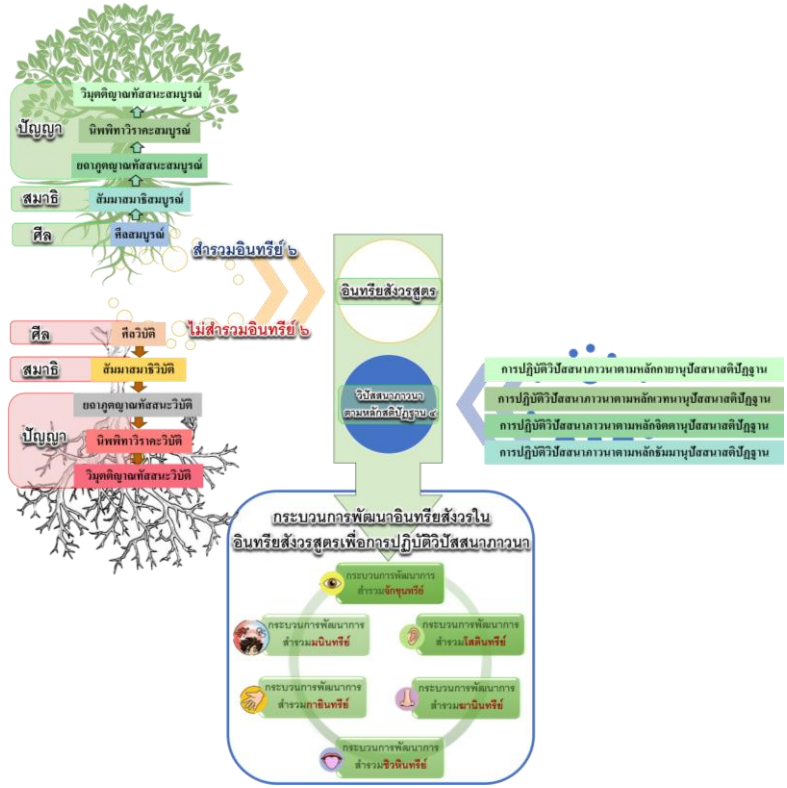 วิมุตติญาณทัสสนะสมบูรณ์
ปัญญา
นิพพิทาวิราคะสมบูรณ์
ยถาภูตญาณทัสสนะสมบูรณ์
สมาธิ
สัมมาสมาธิสมบูรณ์
ศีล
ศีลสมบูรณ์
สำรวมอินทรีย์ ๖
อินทรียสังวรสูตร
ไม่สำรวมอินทรีย์ ๖
ศีล
ศีลวิบัติ
สมาธิ
สัมมาสมาธิวิบัติ
ยถาภูตญาณทัสสนะวิบัติ
ปัญญา
นิพพิทาวิราคะวิบัติ
วิมุตติญาณทัสสนะวิบัติ
วิปัสสนาภาวนา
ตามหลักสติปัฏฐาน ๔
การปฏิบัติวิปัสสนาภาวนาตามหลักกายานุปัสสนาสติปัฏฐาน
การปฏิบัติวิปัสสนาภาวนาตามหลักเวทนานุปัสสนาสติปัฏฐาน
การปฏิบัติวิปัสสนาภาวนาตามหลักจิตตานุปัสสนาสติปัฏฐาน
การปฏิบัติวิปัสสนาภาวนาตามหลักธัมมานุปัสสนาสติปัฏฐาน
กระบวนการพัฒนาอินทรียสังวรใน
อินทรียสังวรสูตรเพื่อการปฏิบัติวิปัสสนาภาวนา
กระบวนการพัฒนาการ
สำรวมจักขุนทรีย์
กระบวนการพัฒนาการ
สำรวมมนินทรีย์
กระบวนการพัฒนาการ
สำรวมโสตินทรีย์
กระบวนการพัฒนาการ
สำรวมกายินทรีย์
กระบวนการพัฒนาการ
สำรวมฆานินทรีย์
กระบวนการพัฒนาการ
สำรวมชิวหินทรีย์